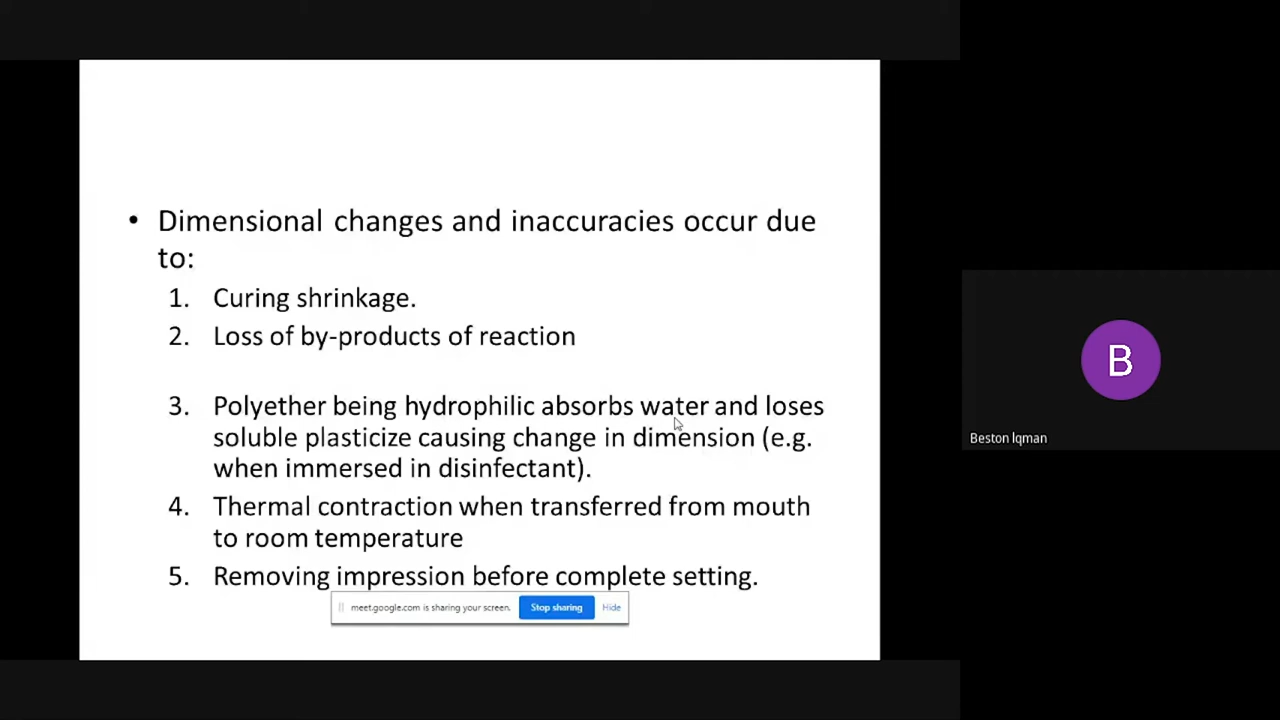 • Dimensional changes and inaccuracies occur due
to:
1. Curing shrinkage.
2. Loss of by-products of reaction
3. Polyether being hydrophilic absorbs water and loses
soluble plasticize causing change in dimension (e.g.
when immersed in disinfectant).
4. Thermal contraction when transferred from mouth
to room temperature
5. Removing impression before complete setting.
meet.google.com is sharing your screen. Stop sharing Hide
B
Beston Iqman